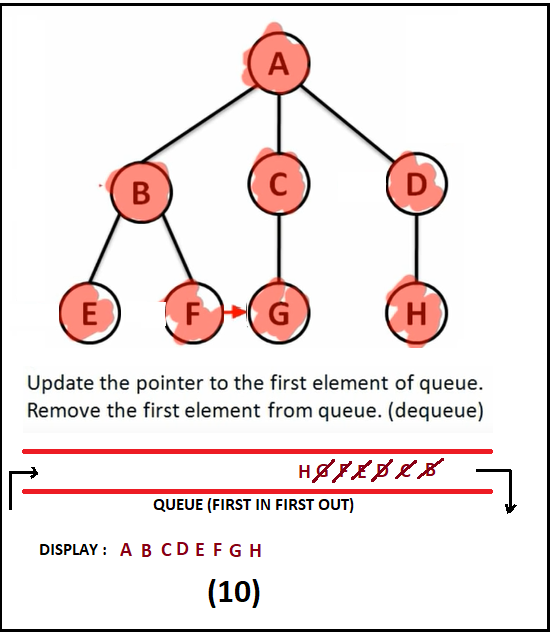 A
B C D
E F G H
Update the pointer to the first element of queue.
Remove the first element from queue. (dequeue)
H G F E D C B
QUEUE (FIRST IN FIRST OUT)
DISPLAY : A B C D E F G H
(10)